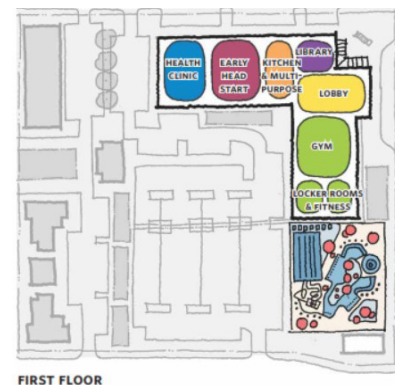 HEALTH
CLINIC
EARLY
HEAD
START
KITCHEN
& MULTI-
PURPOSE
LIBRARY
LOBBY
GYM
LOCKER ROOMS
& FITNESS
FIRST FLOOR